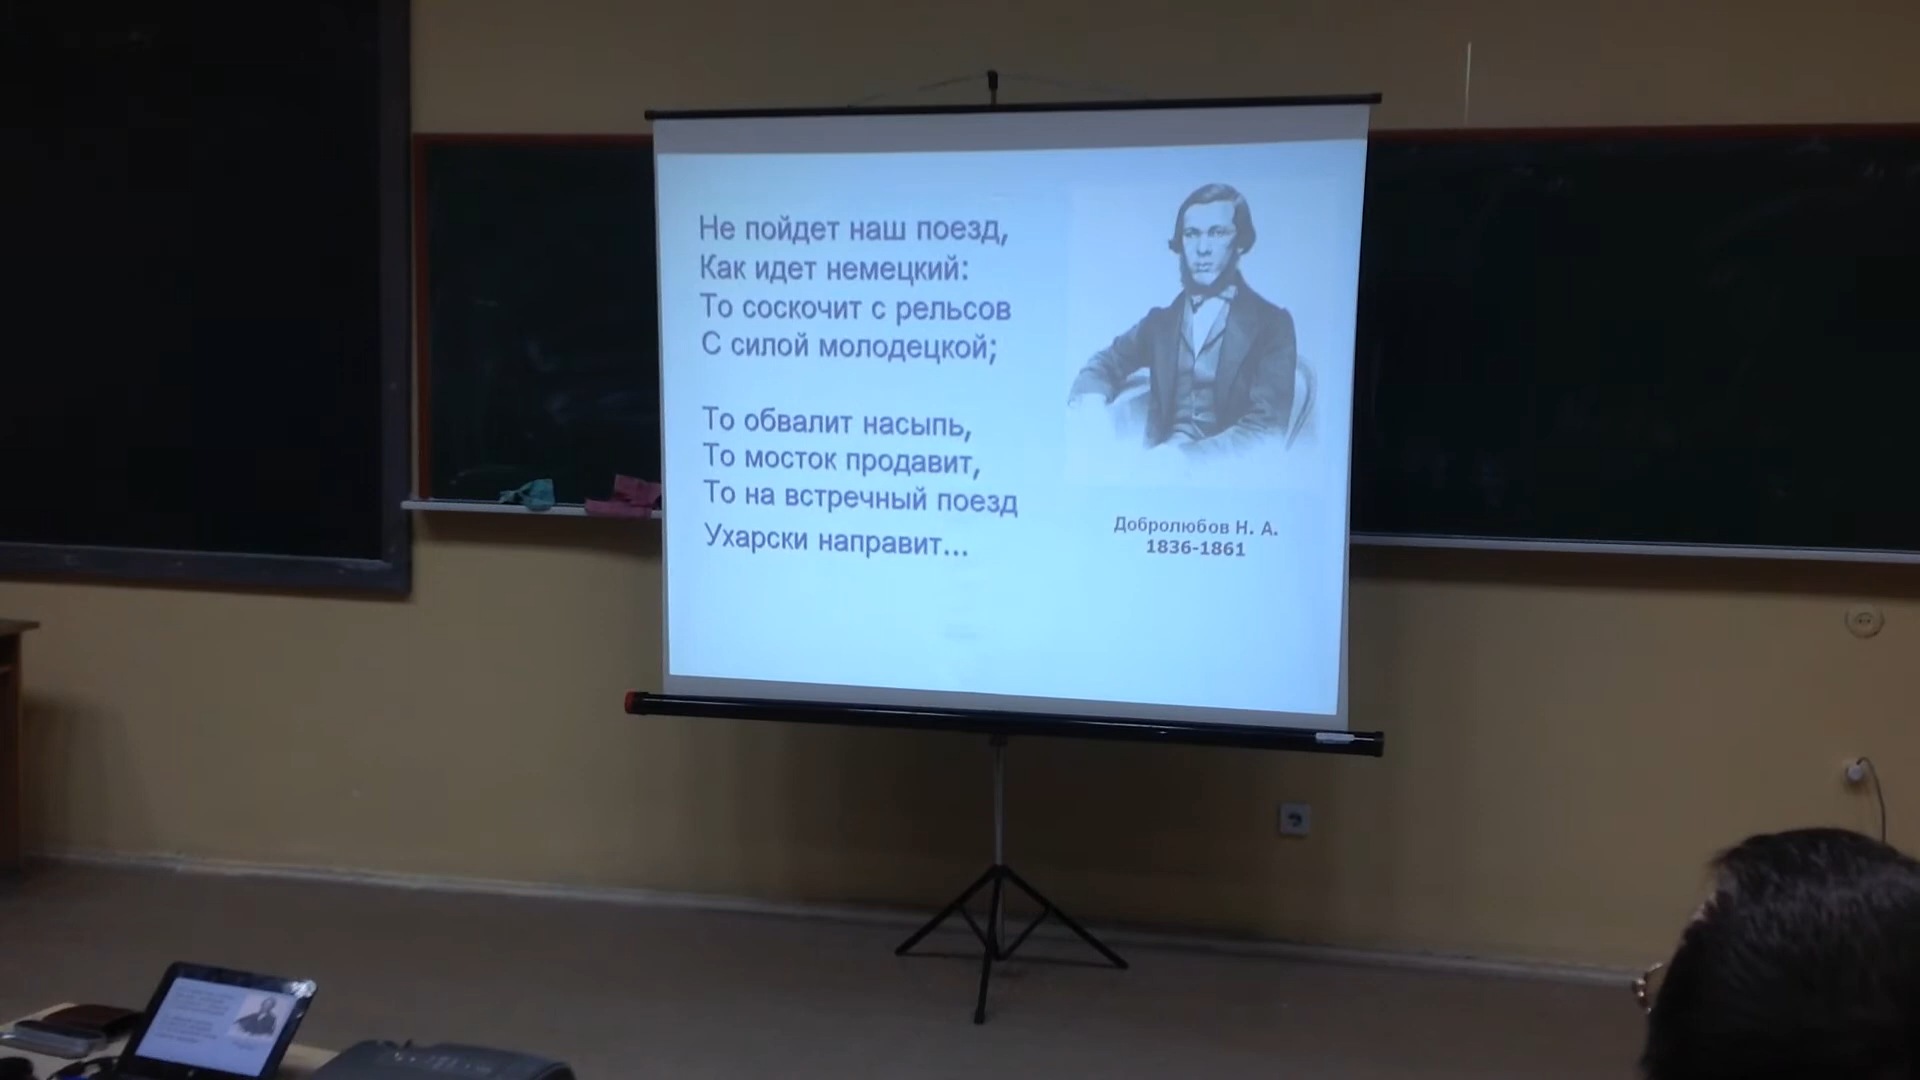 Не пойдет наш поезд,
Как идет немецкий:
То соскочит с рельсов
С силой молодецкой;
То обвалит насыпь,
То мосток продавит,
То на встречный поезд
Ухарски направит...
Добролюбов Н. А.
1836-1861